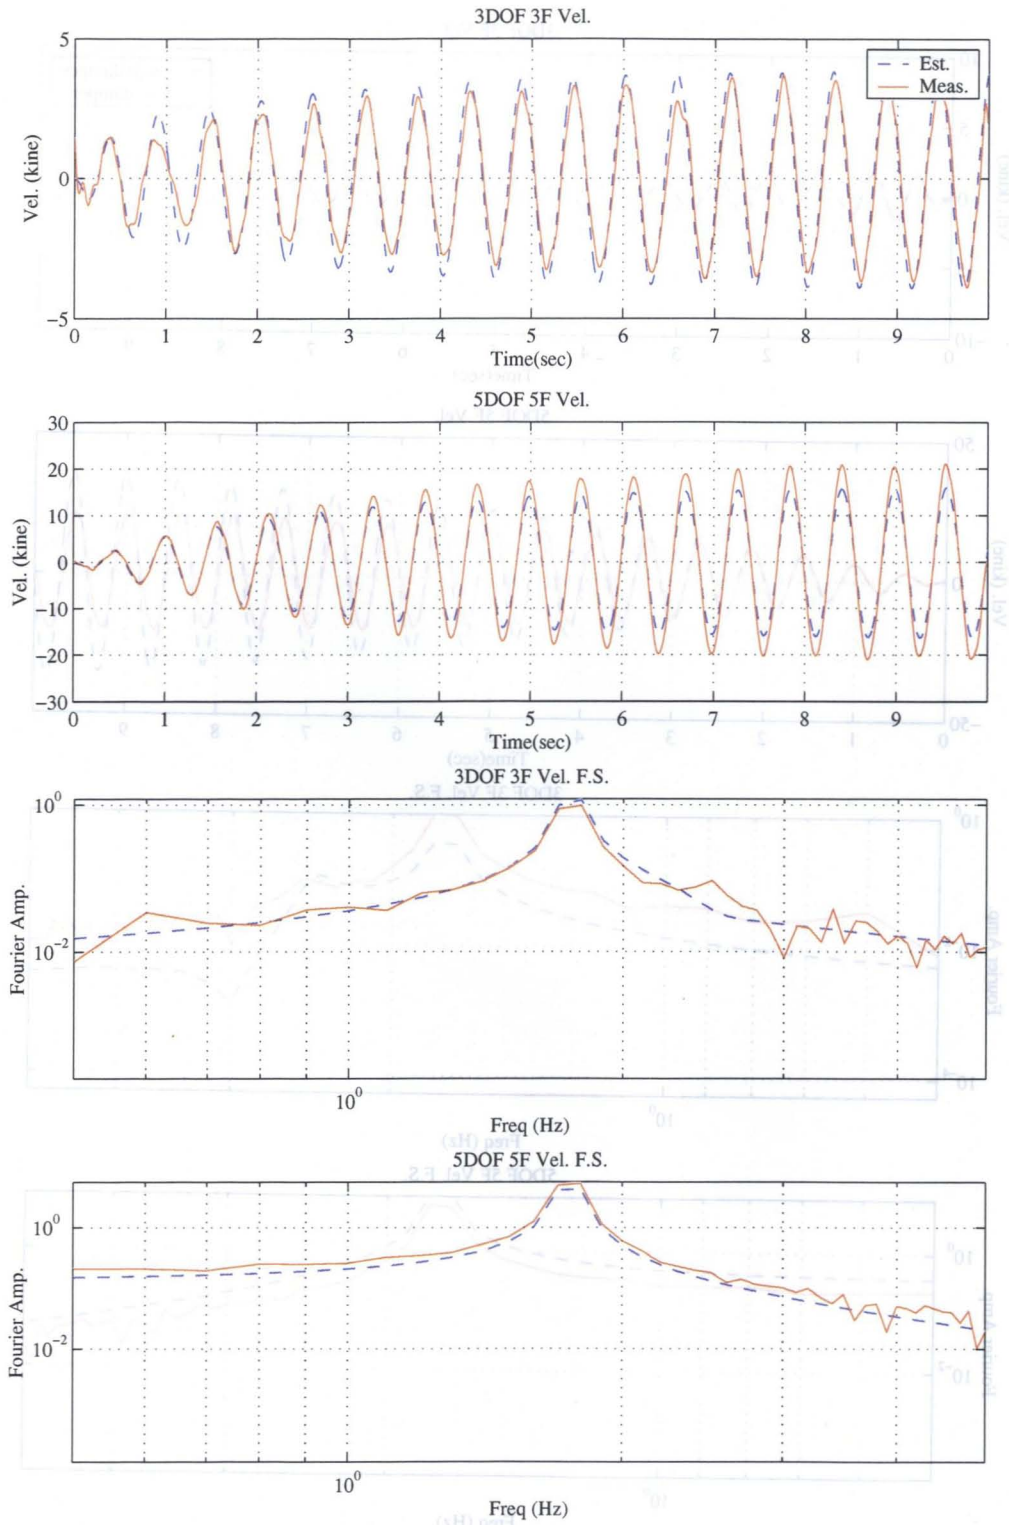 3DOF 3F Vel.
5
0
−5
Vel. (kine)
Est.
Meas.
0 1 2 3 4 5 6 7 8 9
Time(sec)
5DOF 5F Vel.
30
20
10
0
−10
−20
−30
Vel. (kine)
0 1 2 3 4 5 6 7 8 9
Time(sec)
3DOF 3F Vel. F.S.
10^0
10^−2
Fourier Amp.
10^0
Freq (Hz)
5DOF 5F Vel. F.S.
10^0
10^−2
Fourier Amp.
10^0
Freq (Hz)